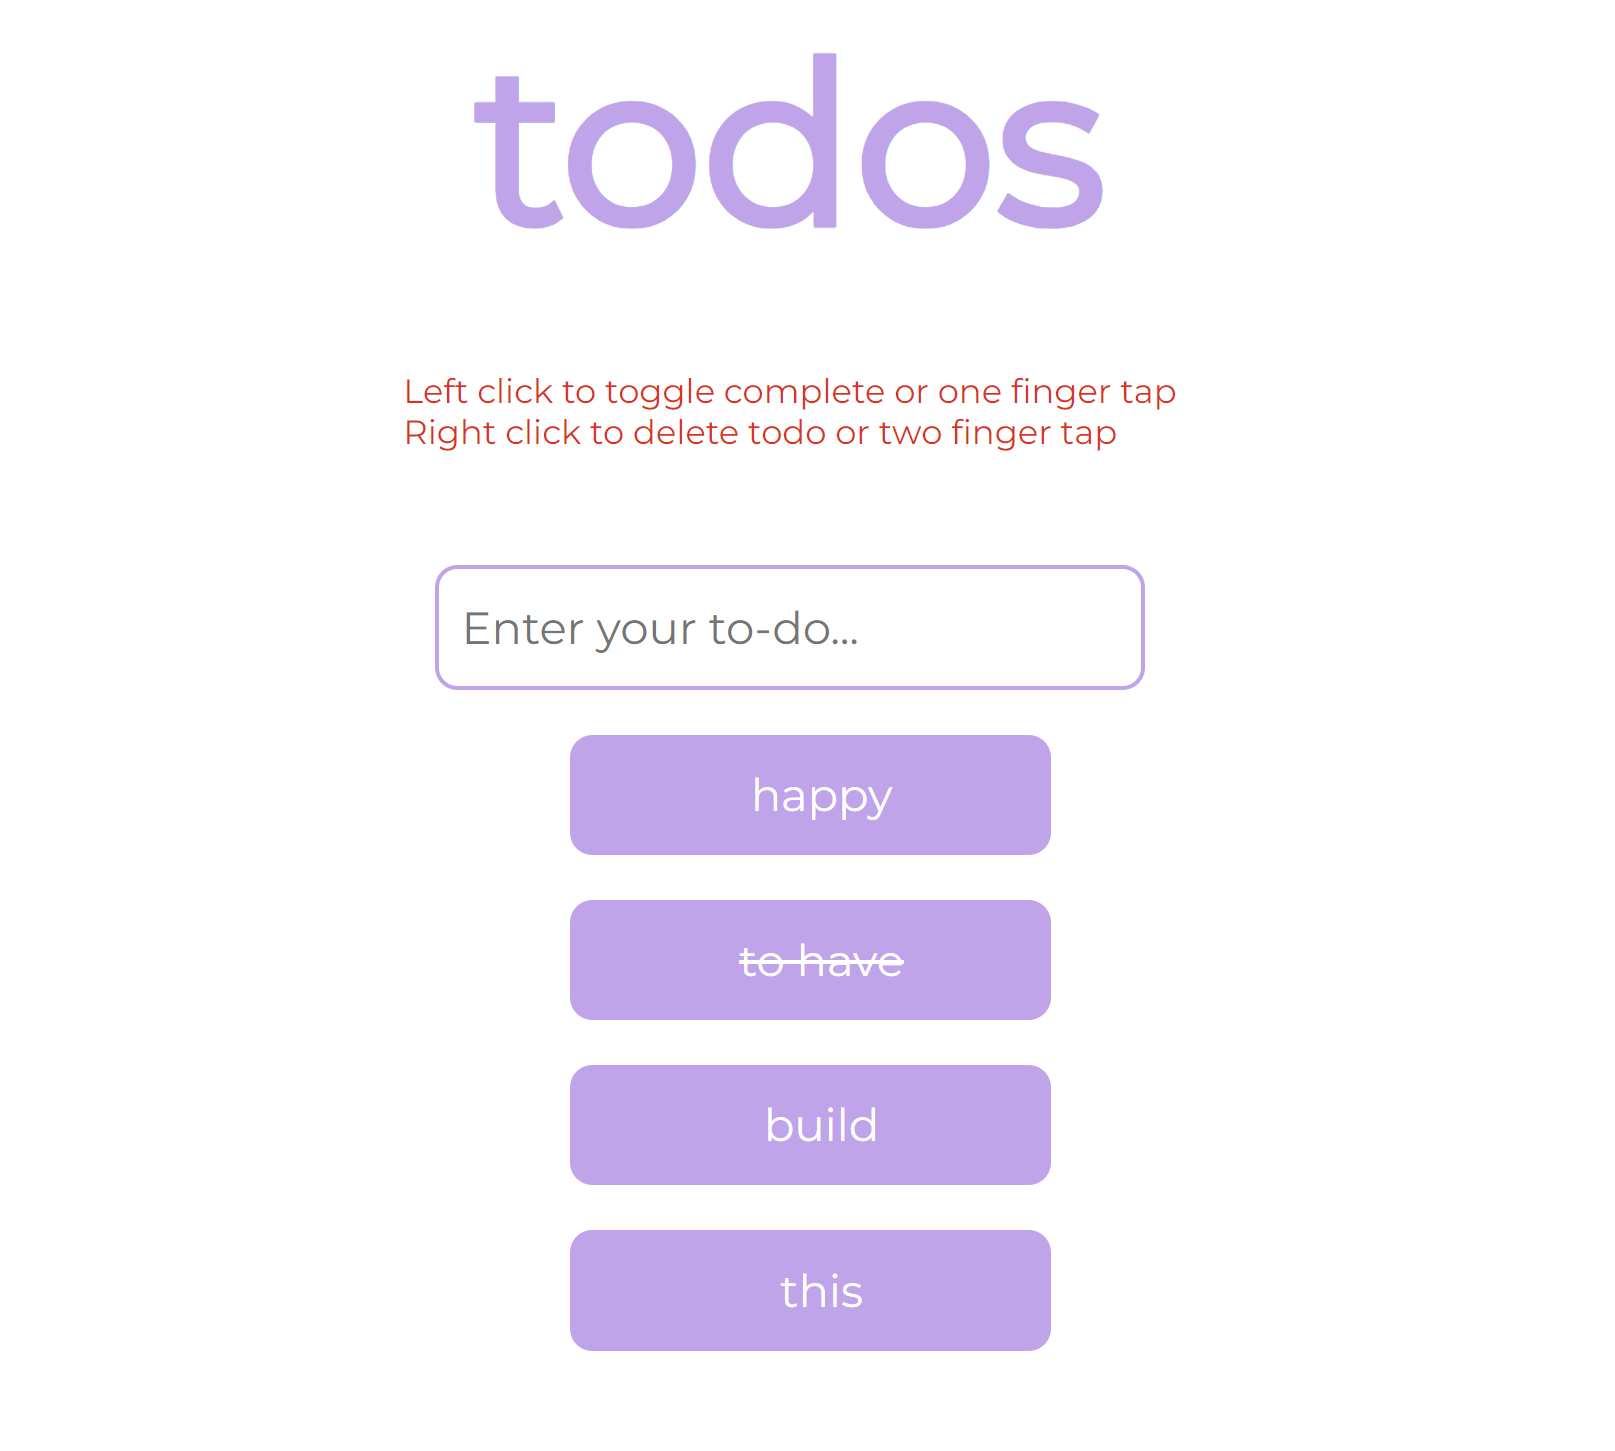 todos
Left click to toggle complete or one finger tap
Right click to delete todo or two finger tap
Enter your to-do...
happy
to have
build
this